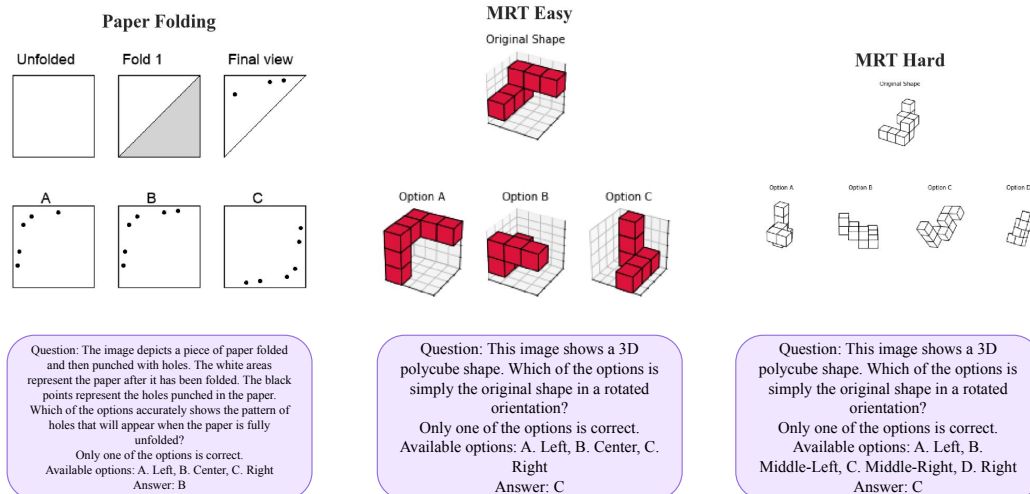 Paper Folding
Unfolded
Fold 1
Final view
A
B
C
Question: The image depicts a piece of paper folded
and then punched with holes. The white areas
represent the paper after it has been folded. The black
points represent the holes punched in the paper.
Which of the options accurately shows the pattern of
holes that will appear when the paper is fully
unfolded?
Only one of the options is correct.
Available options: A. Left, B. Center, C. Right
Answer: B
MRT Easy
Original Shape
Option A
Option B
Option C
Question: This image shows a 3D
polycube shape. Which of the options is
simply the original shape in a rotated
orientation?
Only one of the options is correct.
Available options: A. Left, B. Center, C.
Right
Answer: C
MRT Hard
Original Shape
Option A
Option B
Option C
Option D
Question: This image shows a 3D
polycube shape. Which of the options is
simply the original shape in a rotated
orientation?
Only one of the options is correct.
Available options: A. Left, B.
Middle-Left, C. Middle-Right, D. Right
Answer: C